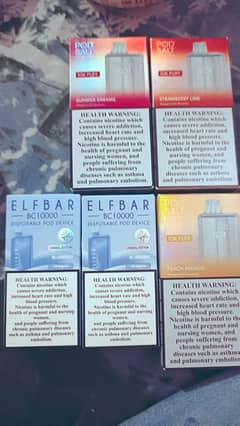 POD
SALT
10K PUFF
SUMMER DREAMS
HEALTH WARNING:
Contains nicotine which
causes severe addiction,
increased heart rate and
high blood pressure.
Nicotine is harmful to the
health of pregnant and
nursing women, and
people suffering from
chronic pulmonary
diseases such as asthma
and pulmonary embolism.
POD
SALT
10K PUFF
STRAWBERRY LIME
HEALTH WARNING:
Contains nicotine which
causes severe addiction,
increased heart rate and
high blood pressure.
Nicotine is harmful to the
health of pregnant and
nursing women, and
people suffering from
chronic pulmonary
diseases such as asthma
and pulmonary embolism.
ELFBAR
BC10000
DISPOSABLE POD DEVICE
HEALTH WARNING:
Contains nicotine which
causes severe addiction,
increased heart rate and high
blood pressure.
Nicotine is harmful to the
health of pregnant and nursing
women,
and people suffering from
chronic pulmonary diseases
such as asthma and pulmonary
embolism.
ELFBAR
BC10000
DISPOSABLE POD DEVICE
HEALTH WARNING:
Contains nicotine which
causes severe addiction,
increased heart rate and high
blood pressure.
Nicotine is harmful to the
health of pregnant and nursing
women,
and people suffering from
chronic pulmonary diseases
such as asthma and pulmonary
embolism.
POD
SALT
10K PUFF
JUICY MANGO
HEALTH WARNING:
Contains nicotine which
causes severe addiction,
increased heart rate and
high blood pressure.
Nicotine is harmful to the
health of pregnant and
nursing women, and
people suffering from
chronic pulmonary
diseases such as asthma
and pulmonary embolism